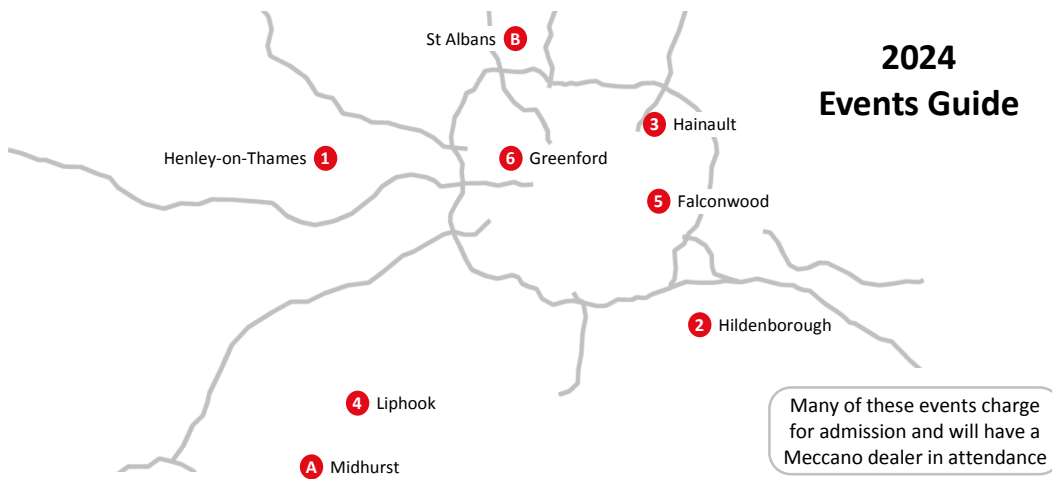 St Albans B
2024
Events Guide
3 Hainault
Henley-on-Thames 1
6 Greenford
5 Falconwood
2 Hildenborough
4 Liphook
A Midhurst
Many of these events charge
for admission and will have a
Meccano dealer in attendance